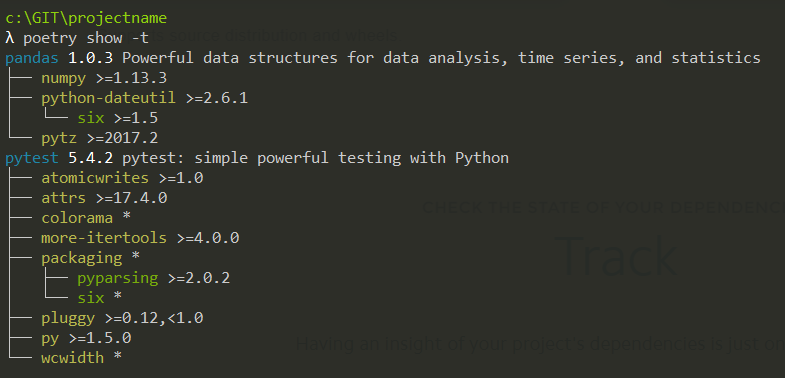 c:\GIT\projectname
λ poetry show -t
pandas 1.0.3 Powerful data structures for data analysis, time series, and statistics
├── numpy >=1.13.3
├── python-dateutil >=2.6.1
│   └── six >=1.5
└── pytz >=2017.2
pytest 5.4.2 pytest: simple powerful testing with Python
├── atomicwrites >=1.0
├── attrs >=17.4.0
├── colorama *
├── more-itertools >=4.0.0
├── packaging *
│   ├── pyparsing >=2.0.2
│   └── six *
├── pluggy >=0.12,<1.0
├── py >=1.5.0
└── wcwidth *
CHECK THE STATE OF YOUR
Track
Having an insight of your project's dependencies is just